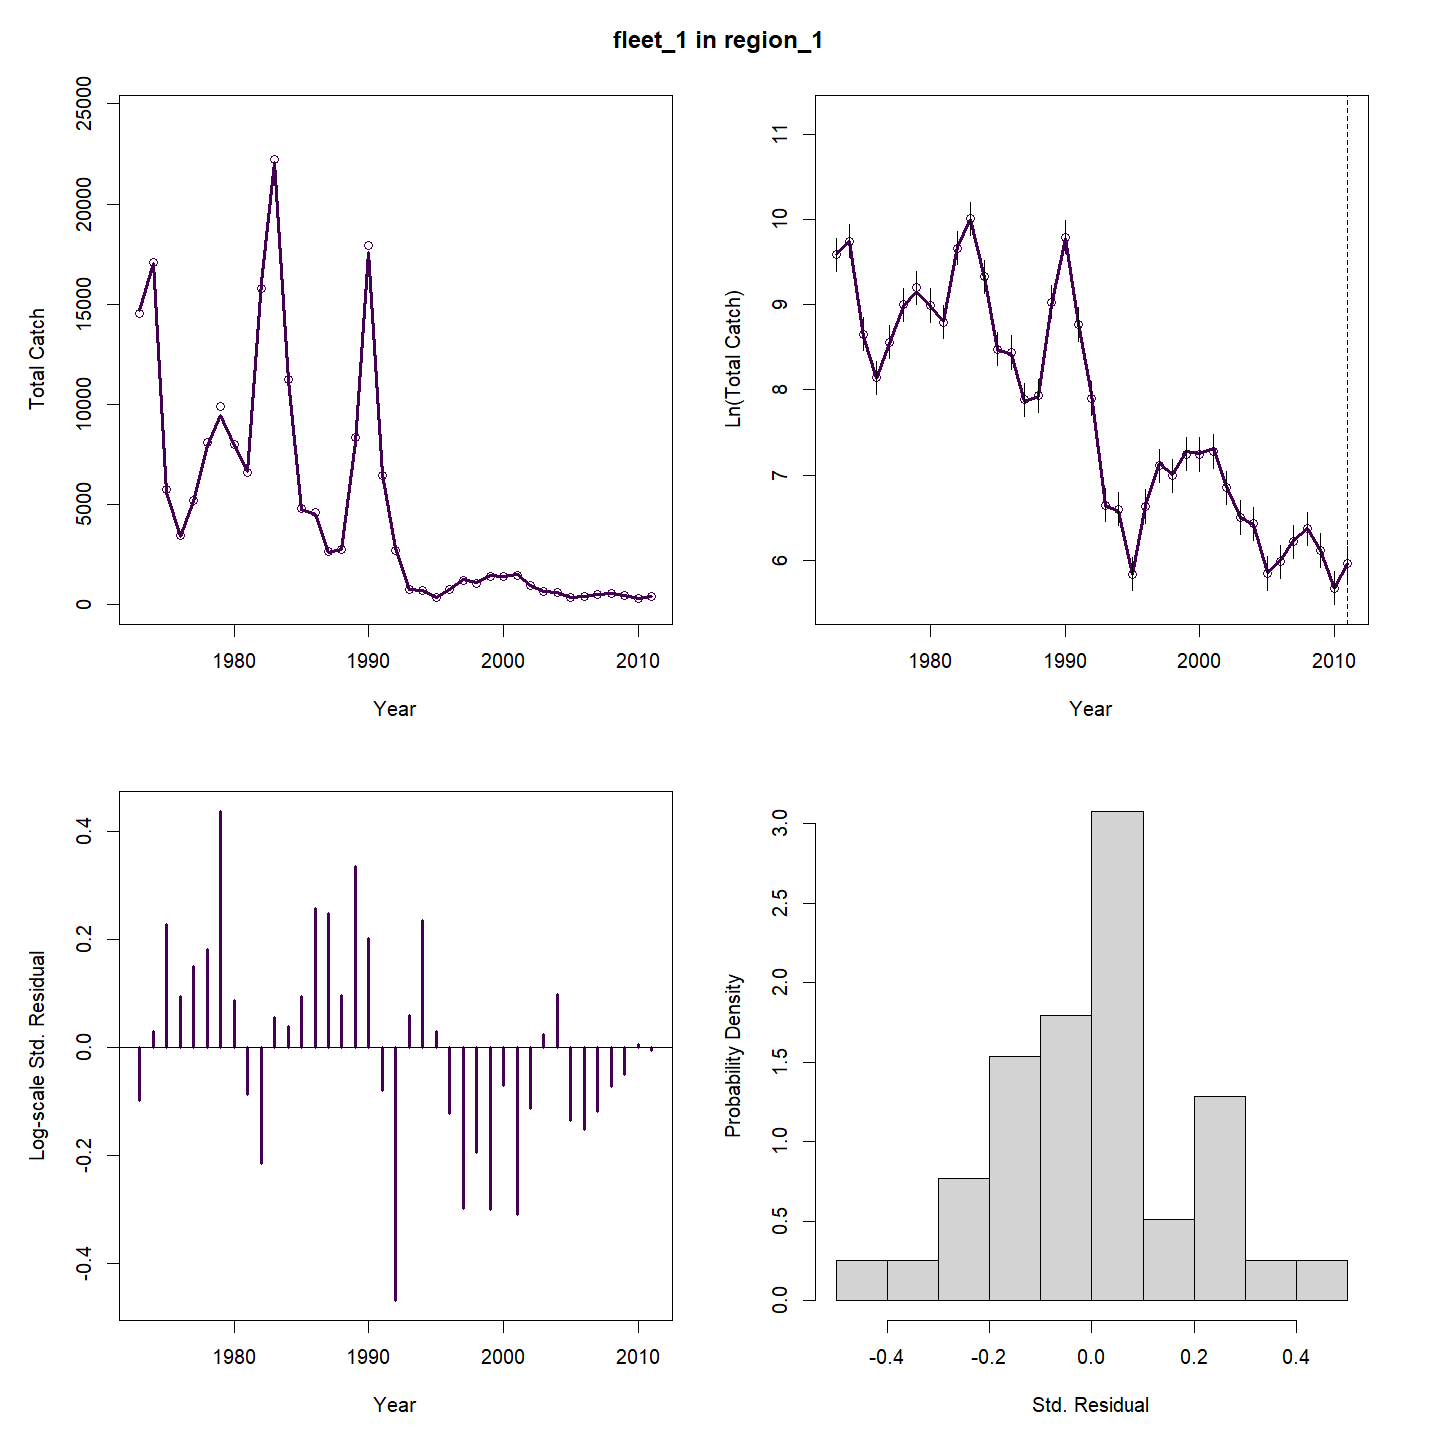 fleet_1 in region_1
Total Catch
0 5000 10000 15000 20000 25000
1980 1990 2000 2010
Year
Ln(Total Catch)
6 7 8 9 10 11
1980 1990 2000 2010
Year
Log-scale Std. Residual
-0.4 -0.2 0.0 0.2 0.4
1980 1990 2000 2010
Year
Probability Density
0.0 0.5 1.0 1.5 2.0 2.5 3.0
-0.4 -0.2 0.0 0.2 0.4
Std. Residual